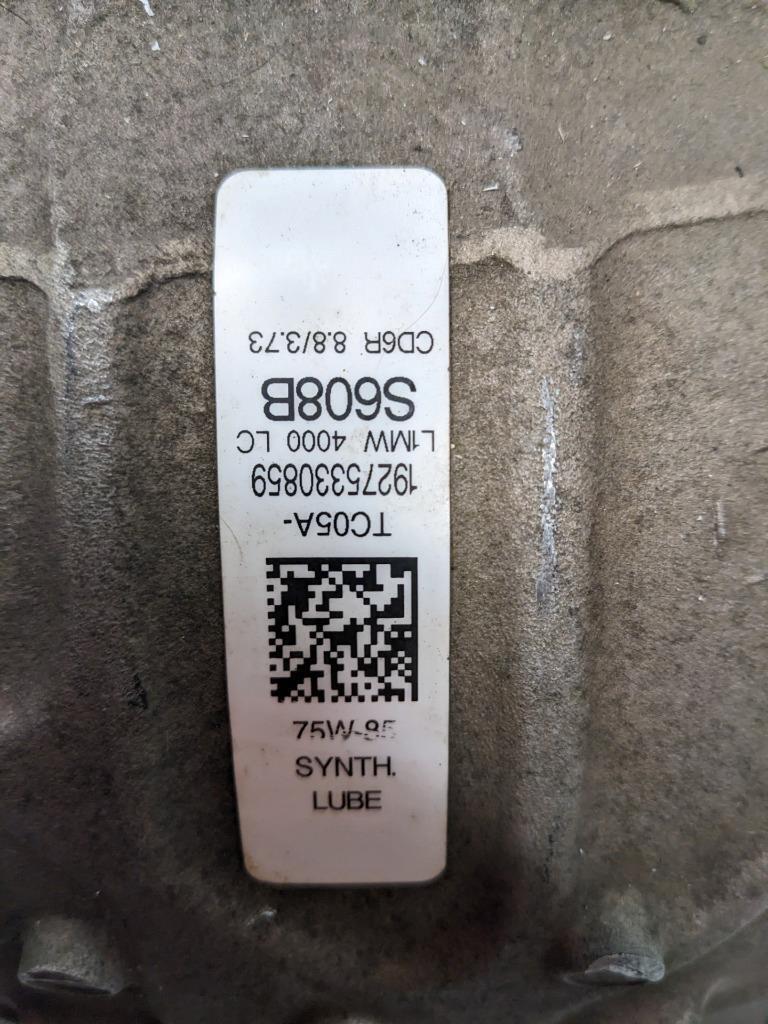 TC05A-
19275330859
L1MW 4000 LC
S608B
CD6R 8.8/3.73
75W-85
SYNTH.
LUBE